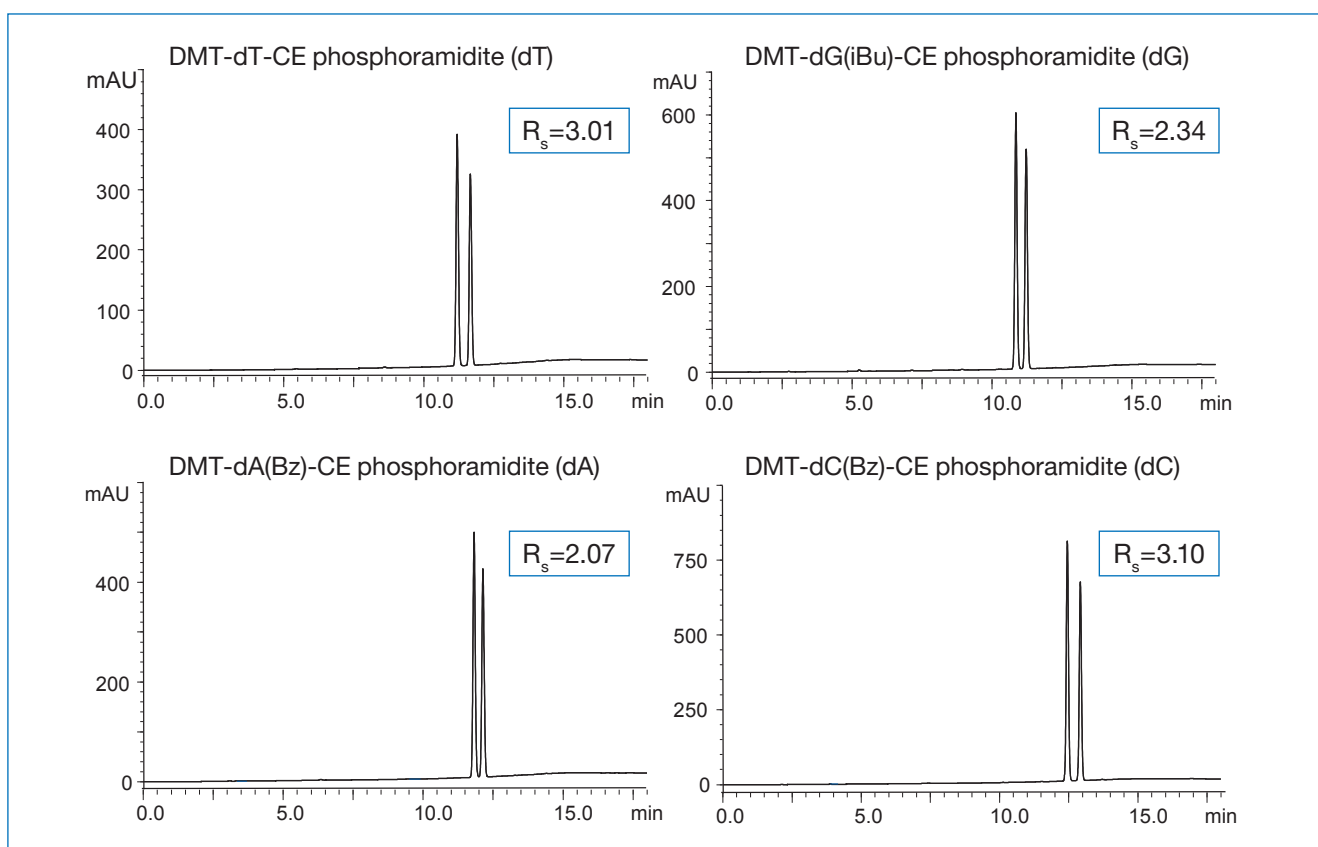 DMT-dT-CE phosphoramidite (dT)
mAU
Rs=3.01
400
300
200
100
0
0.0 5.0 10.0 15.0 min
DMT-dG(iBu)-CE phosphoramidite (dG)
mAU
Rs=2.34
600
400
200
0
0.0 5.0 10.0 15.0 min
DMT-dA(Bz)-CE phosphoramidite (dA)
mAU
Rs=2.07
400
200
0
0.0 5.0 10.0 15.0 min
DMT-dC(Bz)-CE phosphoramidite (dC)
mAU
Rs=3.10
750
500
250
0
0.0 5.0 10.0 15.0 min